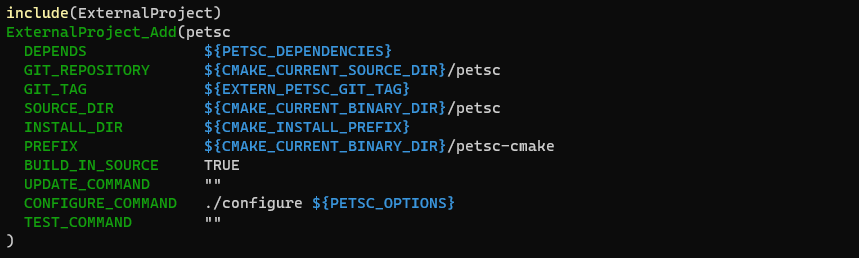 include(ExternalProject)
ExternalProject_Add(petsc
  DEPENDS             ${PETSC_DEPENDENCIES}
  GIT_REPOSITORY      ${CMAKE_CURRENT_SOURCE_DIR}/petsc
  GIT_TAG             ${EXTERN_PETSC_GIT_TAG}
  SOURCE_DIR          ${CMAKE_CURRENT_BINARY_DIR}/petsc
  INSTALL_DIR         ${CMAKE_INSTALL_PREFIX}
  PREFIX              ${CMAKE_CURRENT_BINARY_DIR}/petsc-cmake
  BUILD_IN_SOURCE     TRUE
  UPDATE_COMMAND      ""
  CONFIGURE_COMMAND   ./configure ${PETSC_OPTIONS}
  TEST_COMMAND        ""
)